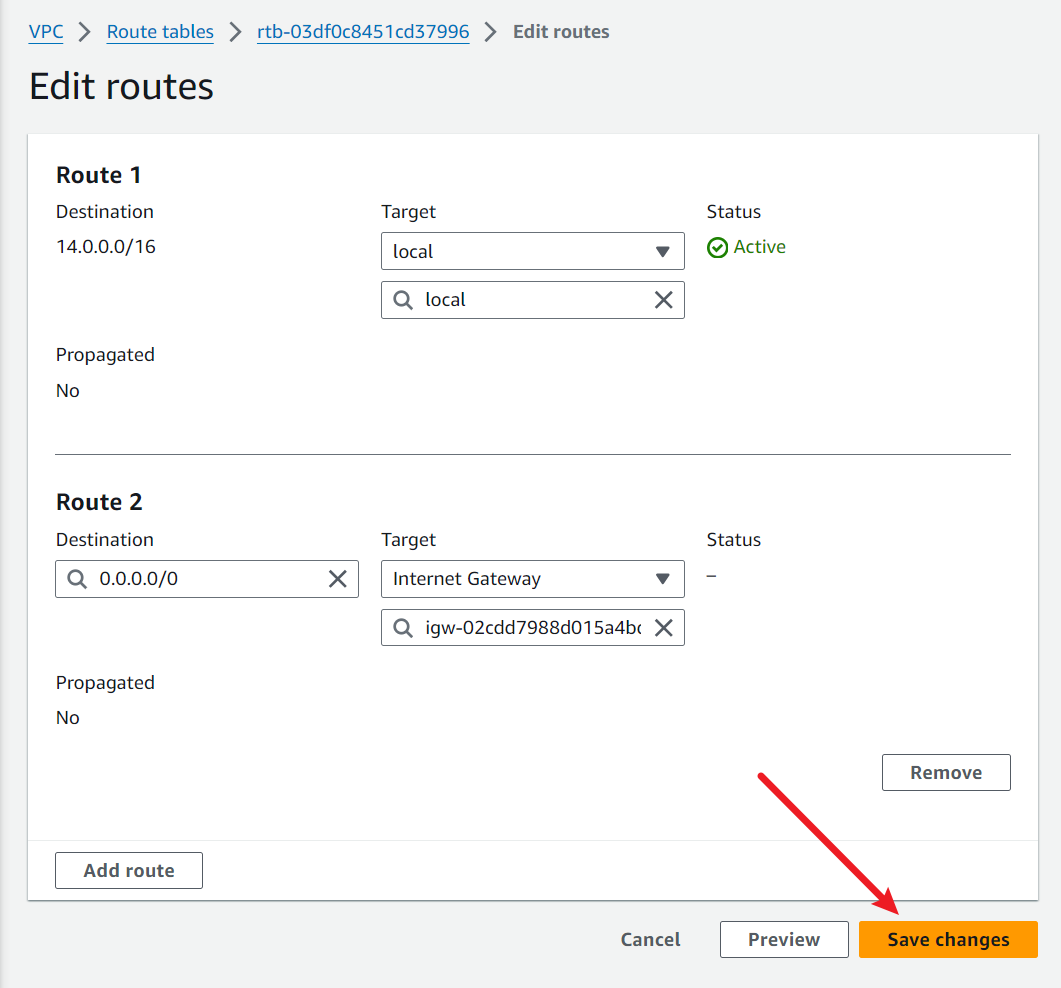 VPC > Route tables > rtb-03df0c8451cd37996 > Edit routes
Edit routes
Route 1
Destination Target Status
14.0.0.0/16 local Active
local
Propagated
No
Route 2
Destination Target Status
0.0.0.0/0 Internet Gateway –
igw-02cdd7988d015a4bc
Propagated
No
Remove
Add route
Cancel Preview Save changes